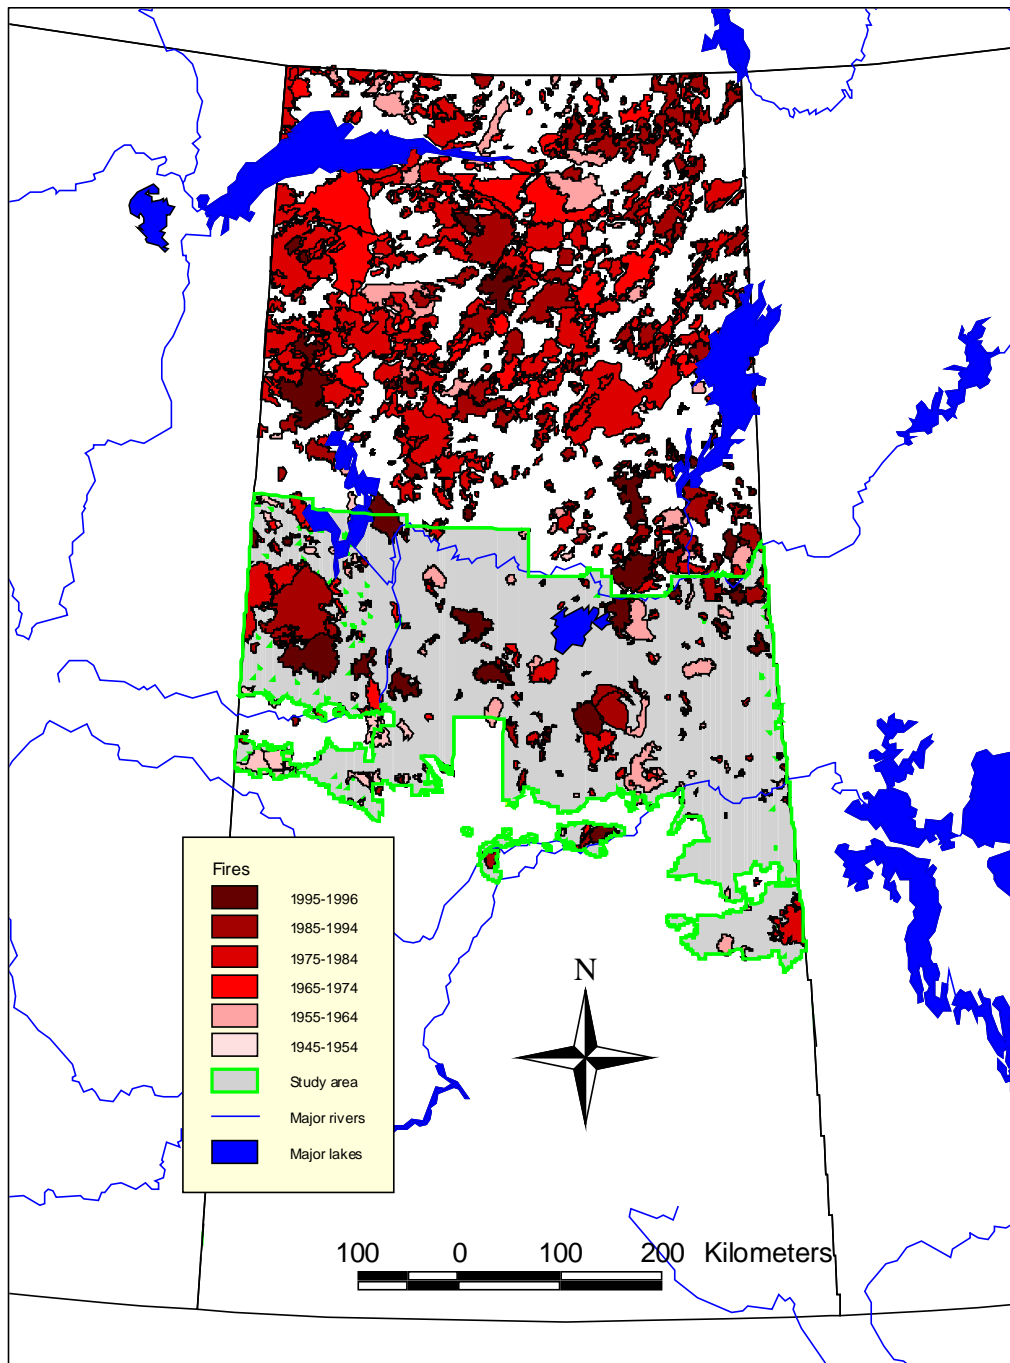 Fires
1995-1996
1985-1994
1975-1984
1965-1974
1955-1964
1945-1954
Study area
Major rivers
Major lakes
N
100 0 100 200 Kilometers